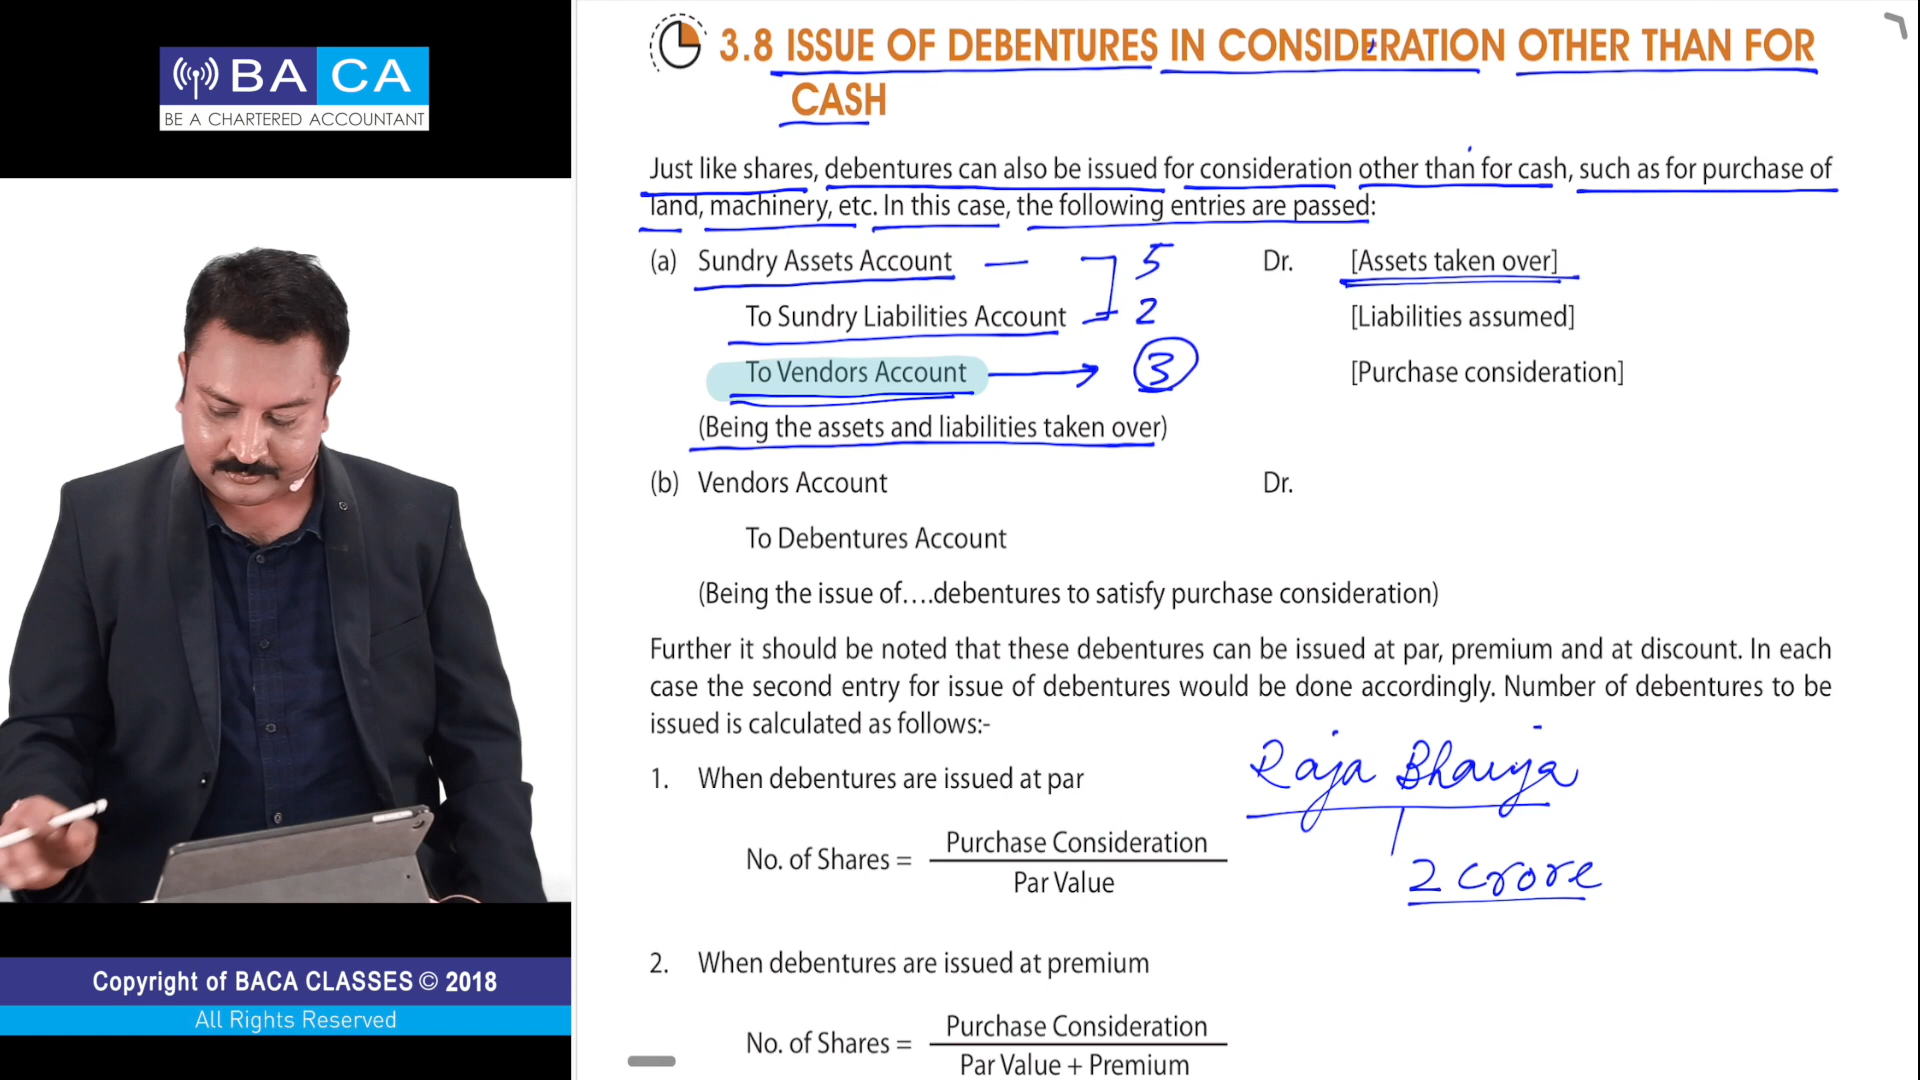 BA CA
BE A CHARTERED ACCOUNTANT
3.8 ISSUE OF DEBENTURES IN CONSIDERATION OTHER THAN FOR
CASH
Just like shares, debentures can also be issued for consideration other than for cash, such as for purchase of
land, machinery, etc. In this case, the following entries are passed:
(a) Sundry Assets Account — 5 Dr. [Assets taken over]
To Sundry Liabilities Account 2 [Liabilities assumed]
To Vendors Account 3 [Purchase consideration]
(Being the assets and liabilities taken over)
(b) Vendors Account Dr.
To Debentures Account
(Being the issue of….debentures to satisfy purchase consideration)
Further it should be noted that these debentures can be issued at par, premium and at discount. In each
case the second entry for issue of debentures would be done accordingly. Number of debentures to be
issued is calculated as follows:-
Raja Bhaiya
1. When debentures are issued at par
No. of Shares = Purchase Consideration
Par Value
2 crore
2. When debentures are issued at premium
No. of Shares = Purchase Consideration
Par Value + Premium
Copyright of BACA CLASSES © 2018
All Rights Reserved